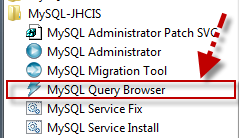 MySQL-JHCIS
MySQL Administrator Patch SVG
MySQL Administrator
MySQL Migration Tool
MySQL Query Browser
MySQL Service Fix
MySQL Service Install